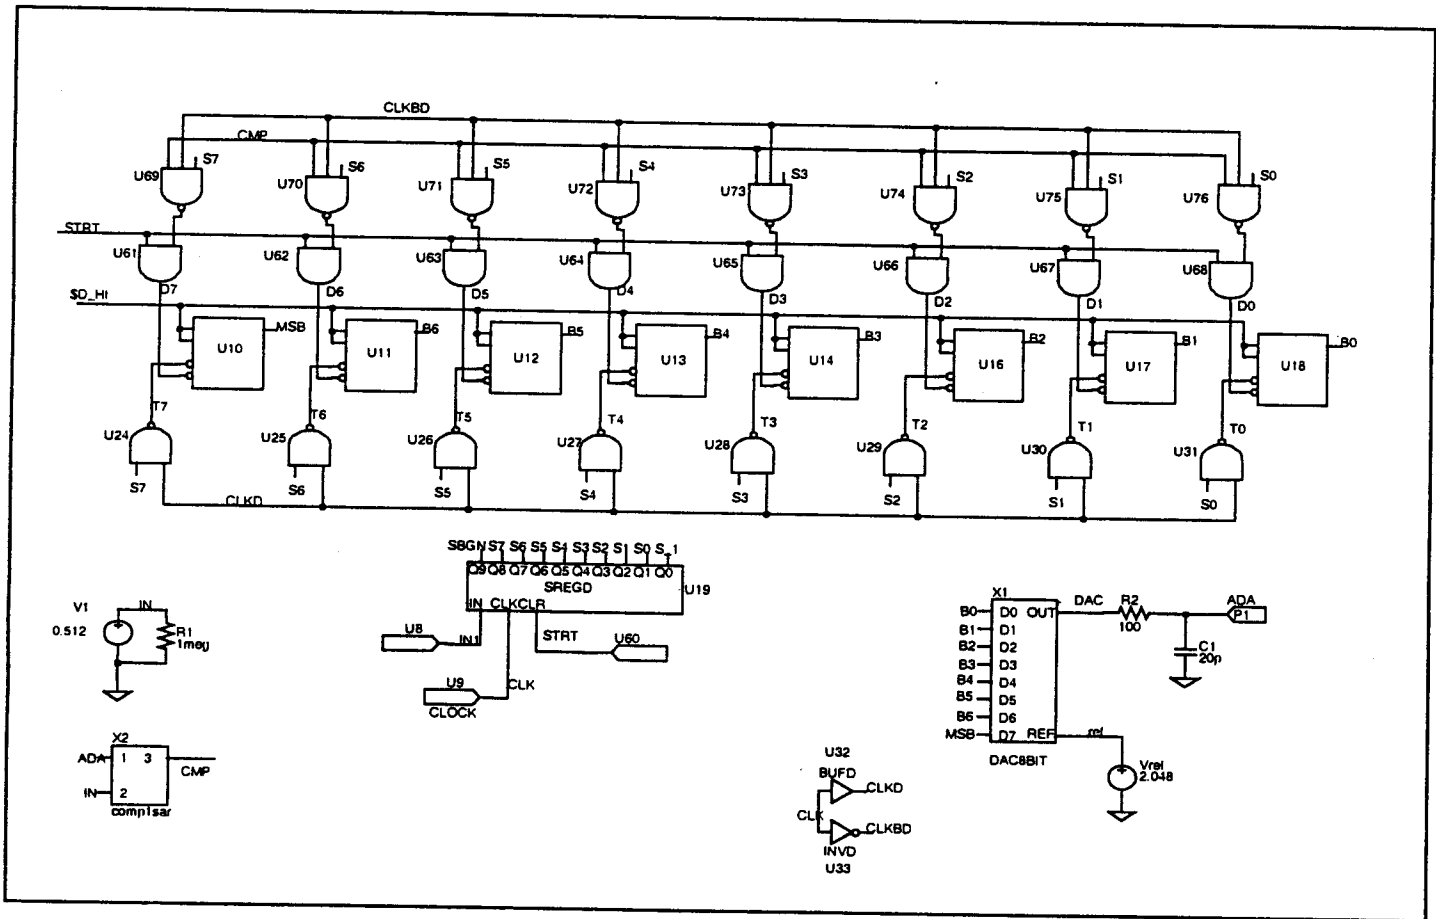 CLKBD
CMP
S7 S6 S5 S4 S3 S2 S1 S0
U69 U70 U71 U72 U73 U74 U75 U76
STRT
U61 U62 U63 U64 U65 U66 U67 U68
D7 D6 D5 D4 D3 D2 D1 D0
$D_HI
MSB B6 B5 B4 B3 B2 B1 B0
U10 U11 U12 U13 U14 U16 U17 U18
T7 T6 T5 T4 T3 T2 T1 T0
U24 U25 U26 U27 U28 U29 U30 U31
S7 S6 S5 S4 S3 S2 S1 S0
CLKD
S8GN S7 S6 S5 S4 S3 S2 S1 S0 S_1
Q9 Q8 Q7 Q6 Q5 Q4 Q3 Q2 Q1 Q0
SREGD
U19
IN CLK CLR
U8
IN1
STRT
U60
U9
CLK
CLOCK
V1
IN
0.512
R1
1meg
X2
ADA 1 3
CMP
IN 2
comp1sar
X1
B0 D0 OUT
B1 D1
B2 D2
B3 D3
B4 D4
B5 D5
B6 D6
MSB D7 REF
DAC8BIT
DAC
R2
100
ADA
P1
C1
20p
ref
Vref
2.048
U32
BUFD
CLKD
CLK
CLKBD
INVD
U33